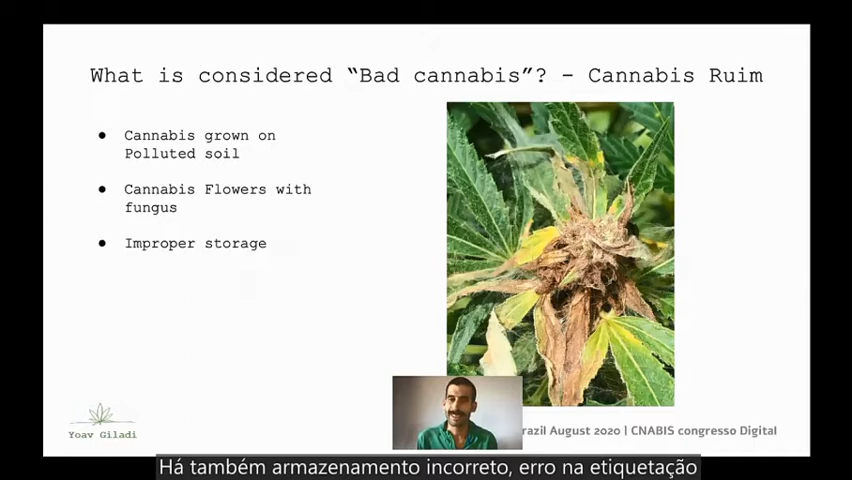 What is considered “Bad cannabis”? - Cannabis Ruim
● Cannabis grown on
Polluted soil
● Cannabis Flowers with
fungus
● Improper storage
Yoav Giladi
August 2020 | CNABIS congresso Digital
Há também armazenamento incorreto, erro na etiquetação